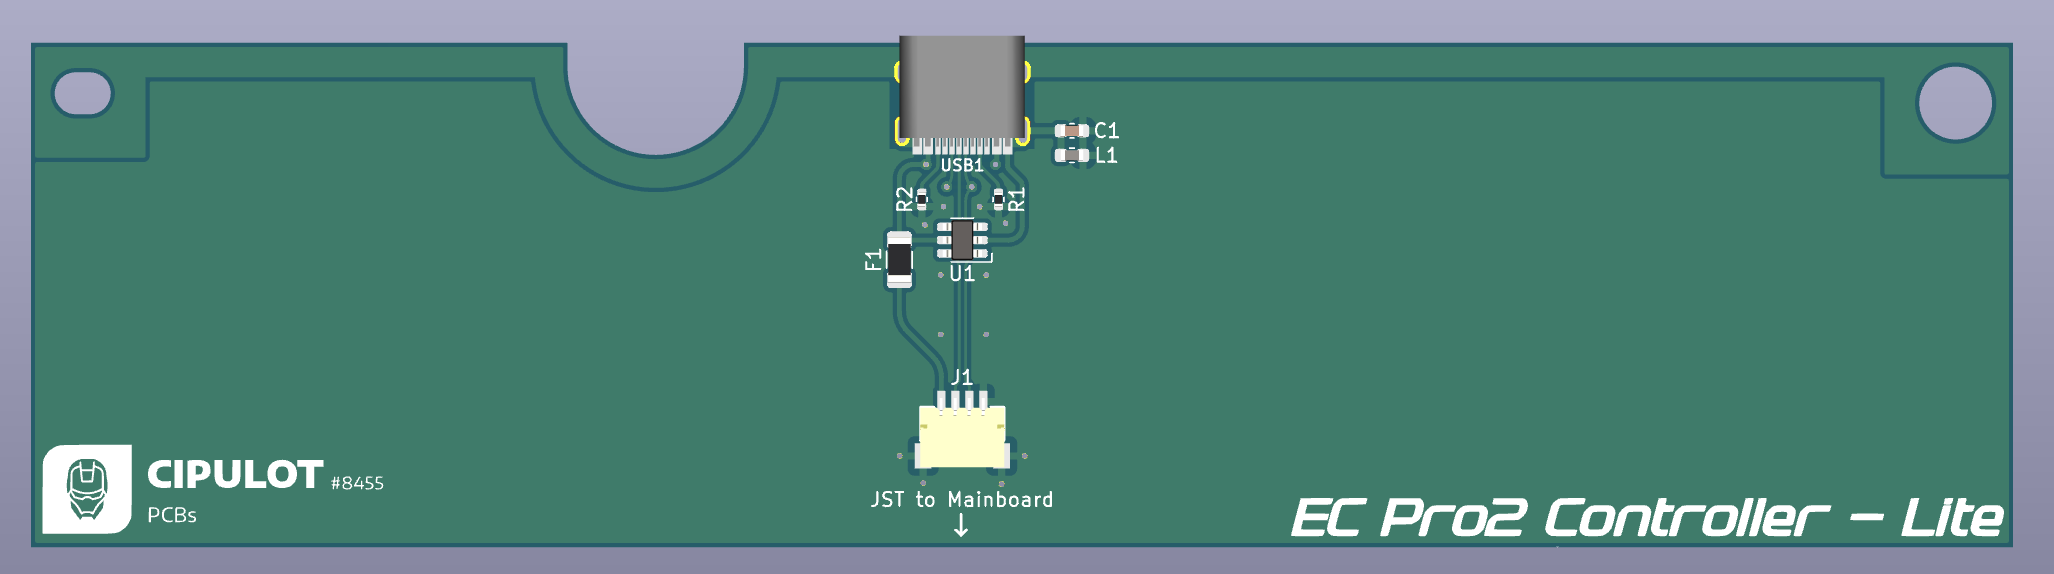 C1
L1
USB1
R2
R1
F1
U1
J1
CIPULOT #8455
PCBs
JST to Mainboard
↓
EC Pro2 Controller - Lite